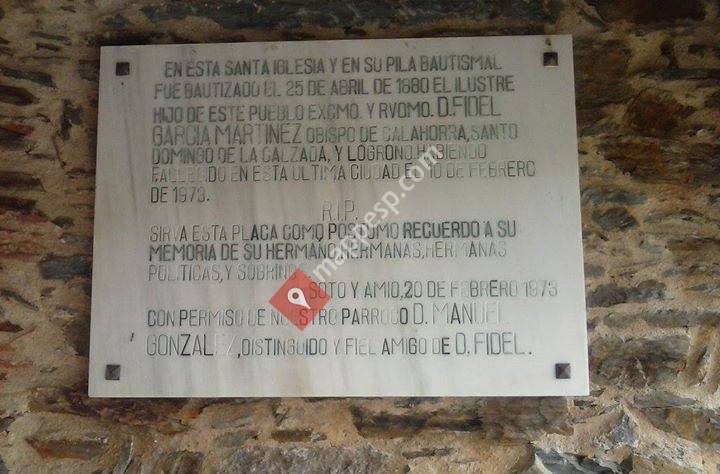 EN ESTA SANTA IGLESIA Y EN SU PILA BAUTISMAL
FUE BAUTIZADO EL 25 DE ABRIL DE 1880 EL ILUSTRE
HIJO DE ESTE PUEBLO EXCMO. Y RVOMO. D. FIDEL
GARCIA MARTINEZ OBISPO DE CALAHORRA, SANTO
DOMINGO DE LA CALZADA, Y LOGROÑO, HABIENDO
FALLECIDO EN ESTA ULTIMA CIUDAD EL 10 DE FEBRERO
DE 1973.
R.I.P.
SIRVA ESTA PLACA COMO POSTUMO RECUERDO A SU
MEMORIA DE SU HERMANO, HERMANAS, HERMANAS
POLITICAS, Y SOBRINOS
SOTO Y AMIO, 20 DE FEBRERO 1973
CON PERMISO DE NUESTRO PARROCO D. MANUEL
GONZALEZ, DISTINGUIDO Y FIEL AMIGO DE D. FIDEL.
mapaesp.com